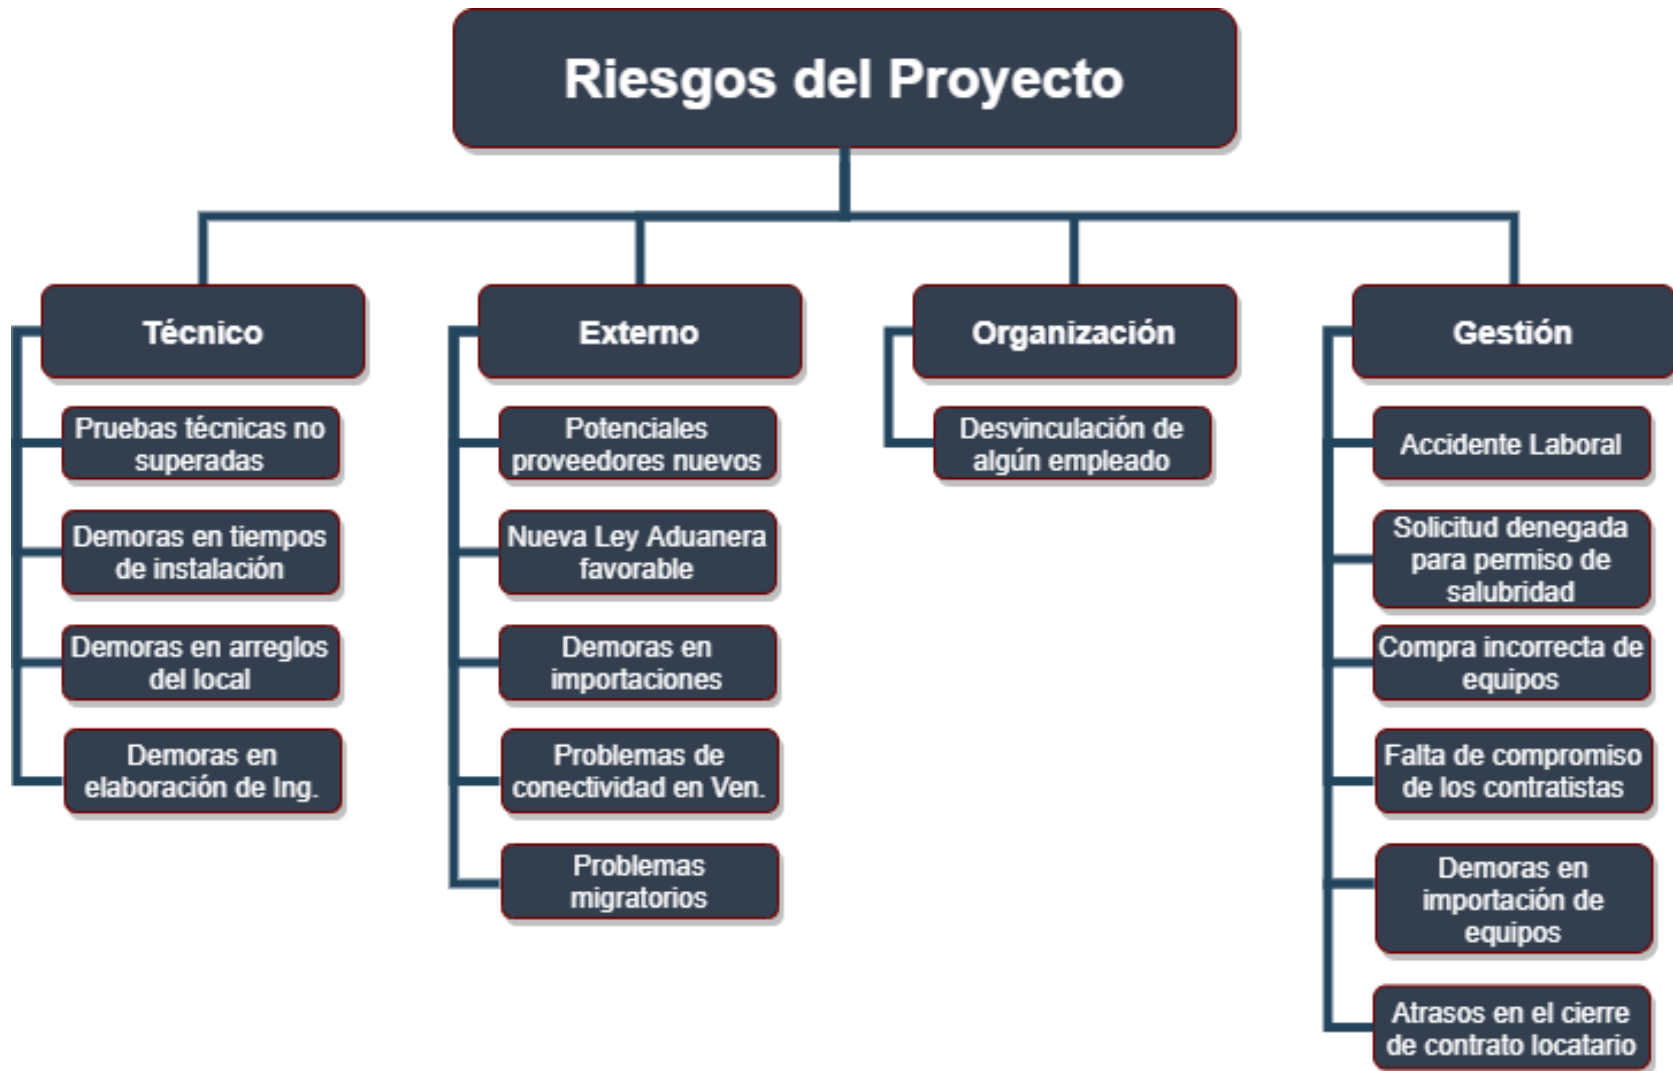 Riesgos del Proyecto
Técnico
Pruebas técnicas no
superadas
Demoras en tiempos
de instalación
Demoras en arreglos
del local
Demoras en
elaboración de Ing.
Externo
Potenciales
proveedores nuevos
Nueva Ley Aduanera
favorable
Demoras en
importaciones
Problemas de
conectividad en Ven.
Problemas
migratorios
Organización
Desvinculación de
algún empleado
Gestión
Accidente Laboral
Solicitud denegada
para permiso de
salubridad
Compra incorrecta de
equipos
Falta de compromiso
de los contratistas
Demoras en
importación de
equipos
Atrasos en el cierre
de contrato locatario